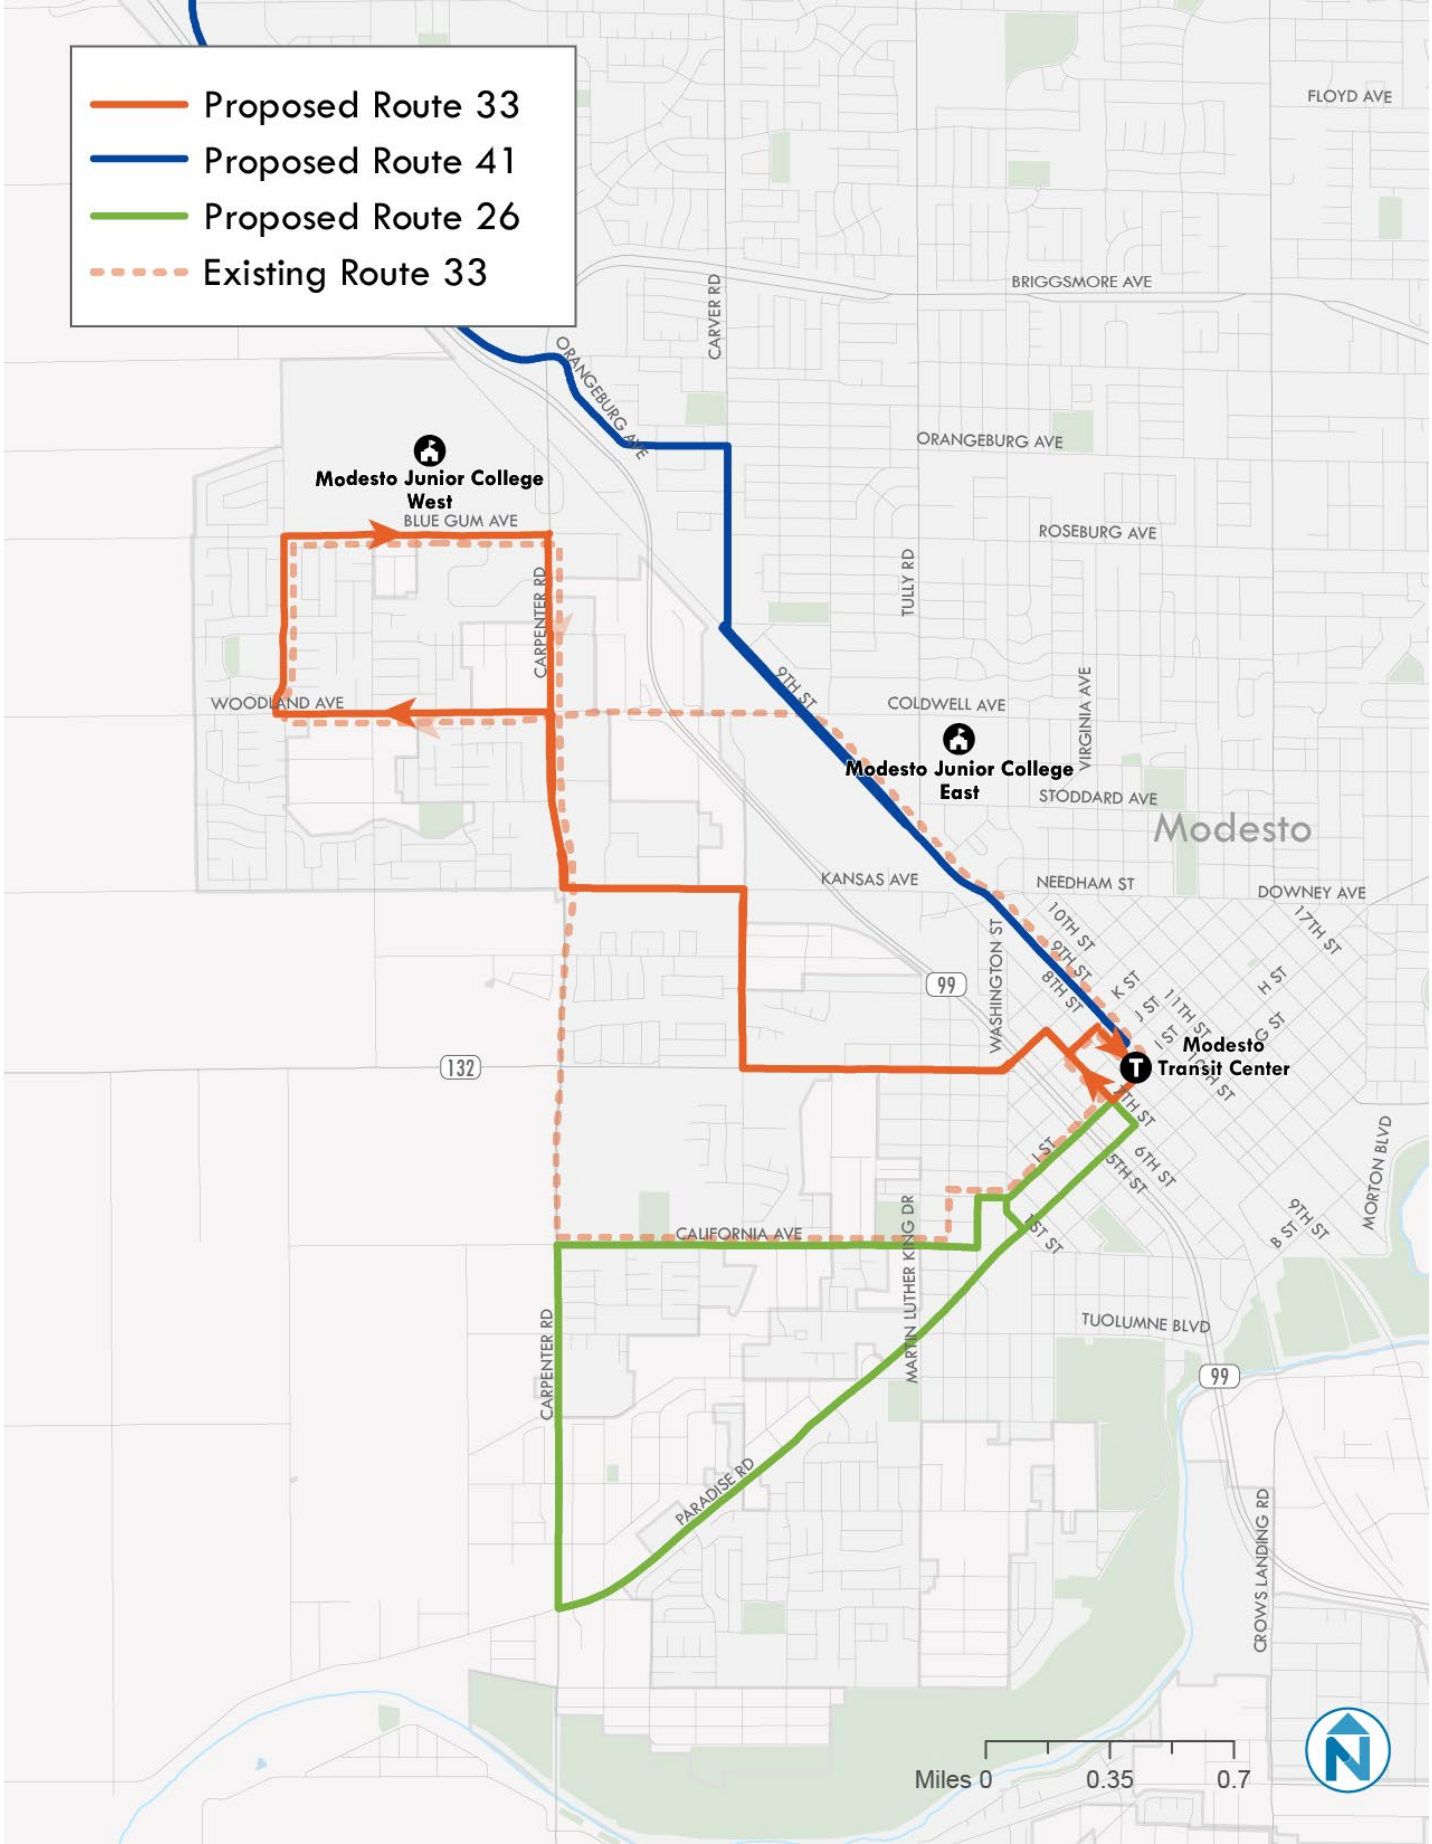 Proposed Route 33
Proposed Route 41
Proposed Route 26
Existing Route 33
FLOYD AVE
BRIGGSMORE AVE
CARVER RD
ORANGEBURG AVE
ORANGEBURG AVE
Modesto Junior College
West
BLUE GUM AVE
ROSEBURG AVE
TULLY RD
CARPENTER RD
9TH ST
WOODLAND AVE
COLDWELL AVE
VIRGINIA AVE
Modesto Junior College
East
STODDARD AVE
Modesto
KANSAS AVE
NEEDHAM ST
DOWNEY AVE
17TH ST
10TH ST
9TH ST
8TH ST
WASHINGTON ST
99
K ST
J ST
I ST
11TH ST
H ST
G ST
10TH ST
T
Modesto
Transit Center
132
7TH ST
6TH ST
5TH ST
I ST
1ST ST
MORTON BLVD
9TH ST
B ST
CALIFORNIA AVE
MARTIN LUTHER KING DR
TUOLUMNE BLVD
99
CARPENTER RD
PARADISE RD
CROWS LANDING RD
Miles 0 0.35 0.7
N